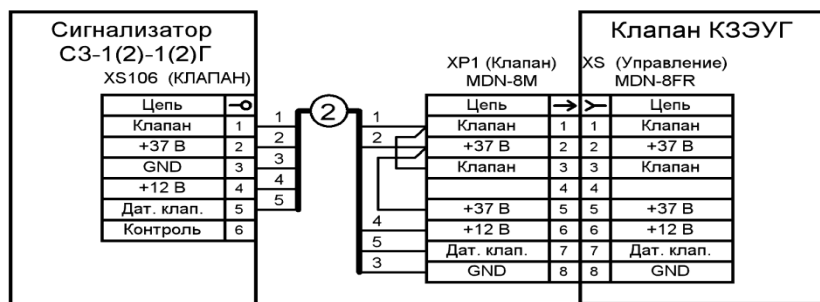 Сигнализатор
СЗ-1(2)-1(2)Г
XS106 (КЛАПАН)
Цепь
Клапан 1
+37 В 2
GND 3
+12 В 4
Дат. клап. 5
Контроль 6
1
2
3
4
5
2
1
2
4
5
3
Клапан КЗЭУГ
XP1 (Клапан) XS (Управление)
MDN-8M MDN-8FR
Цепь Цепь
Клапан 1 1 Клапан
+37 В 2 2 +37 В
Клапан 3 3 Клапан
4 4
+37 В 5 5 +37 В
+12 В 6 6 +12 В
Дат. клап. 7 7 Дат. клап.
GND 8 8 GND